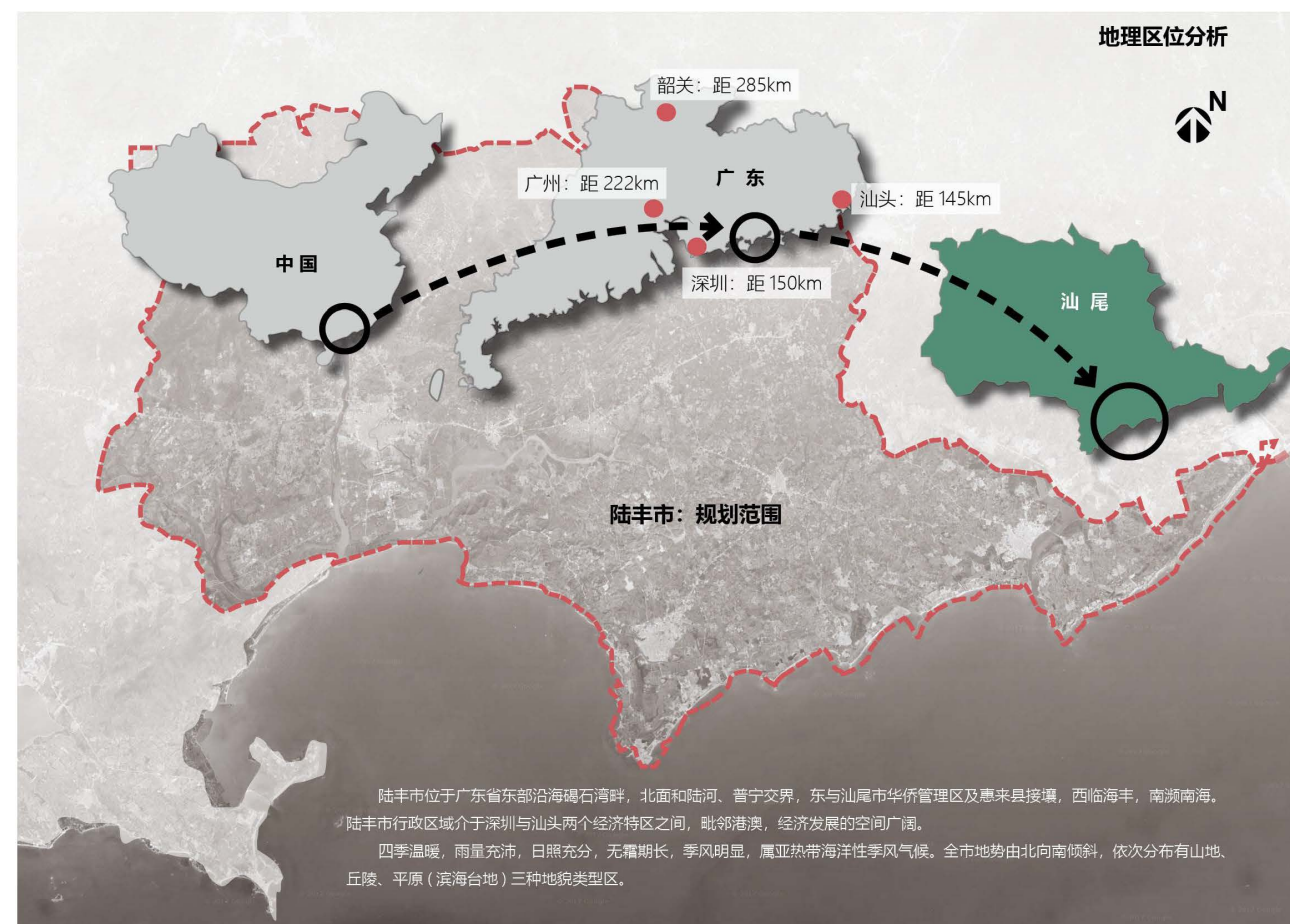 地理区位分析
N
韶关：距 285km
广州：距 222km
广 东
汕头：距 145km
中 国
深圳：距 150km
汕 尾
陆丰市：规划范围
陆丰市位于广东省东部沿海碣石湾畔，北面和陆河、普宁交界，东与汕尾市华侨管理区及惠来县接壤，西临海丰，南濒南海。
陆丰市行政区域介于深圳与汕头两个经济特区之间，毗邻港澳，经济发展的空间广阔。
四季温暖，雨量充沛，日照充分，无霜期长，季风明显，属亚热带海洋性季风气候。全市地势由北向南倾斜，依次分布有山地、
丘陵、平原 ( 滨海台地 ) 三种地貌类型区。